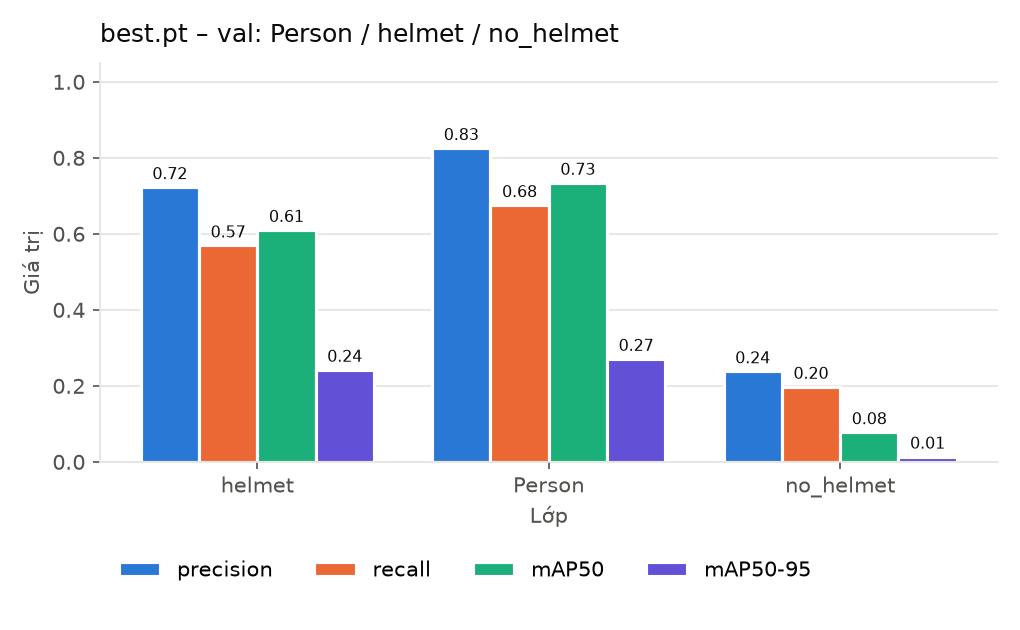 best.pt – val: Person / helmet / no_helmet
Giá trị
1.0
0.8
0.6
0.4
0.2
0.0
0.72
0.57
0.61
0.24
0.83
0.68
0.73
0.27
0.24
0.20
0.08
0.01
helmet
Person
no_helmet
Lớp
precision
recall
mAP50
mAP50-95